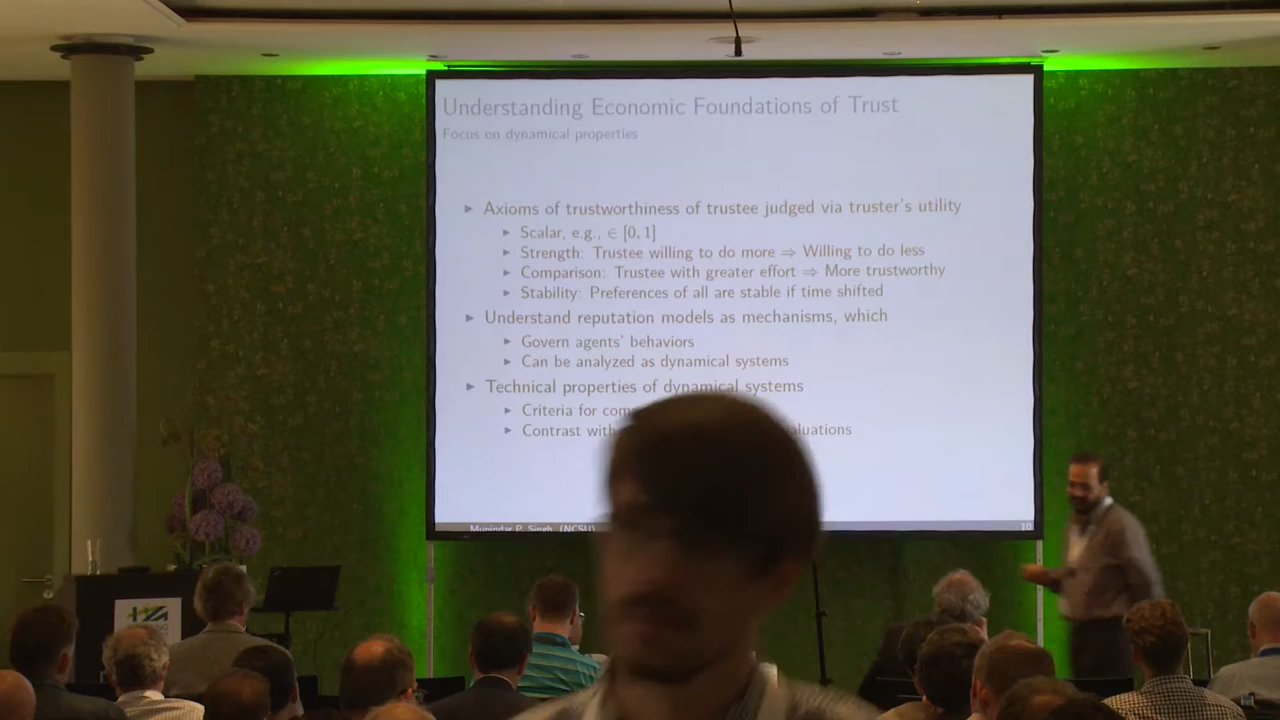 Understanding Economic Foundations of Trust
Focus on dynamical properties
▶ Axioms of trustworthiness of trustee judged via truster's utility
▶ Scalar, e.g., ∈ [0, 1]
▶ Strength: Trustee willing to do more ⇒ Willing to do less
▶ Comparison: Trustee with greater effort ⇒ More trustworthy
▶ Stability: Preferences of all are stable if time shifted
▶ Understand reputation models as mechanisms, which
▶ Govern agents' behaviors
▶ Can be analyzed as dynamical systems
▶ Technical properties of dynamical systems
▶ Criteria for
▶ Contrast with
Munindar P. Singh (NCSU)
10